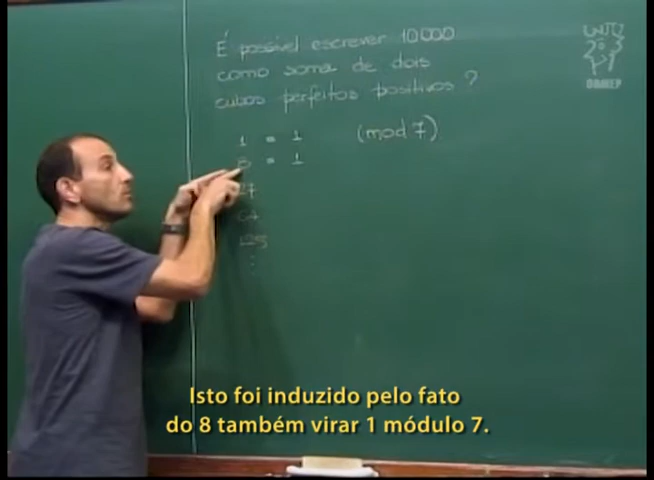 É possível escrever 10000
como soma de dois
cubos perfeitos positivos?
1 = 1 (mod 7)
8 = 1
27
64
125
⋮
OBMEP
Isto foi induzido pelo fato
do 8 também virar 1 módulo 7.